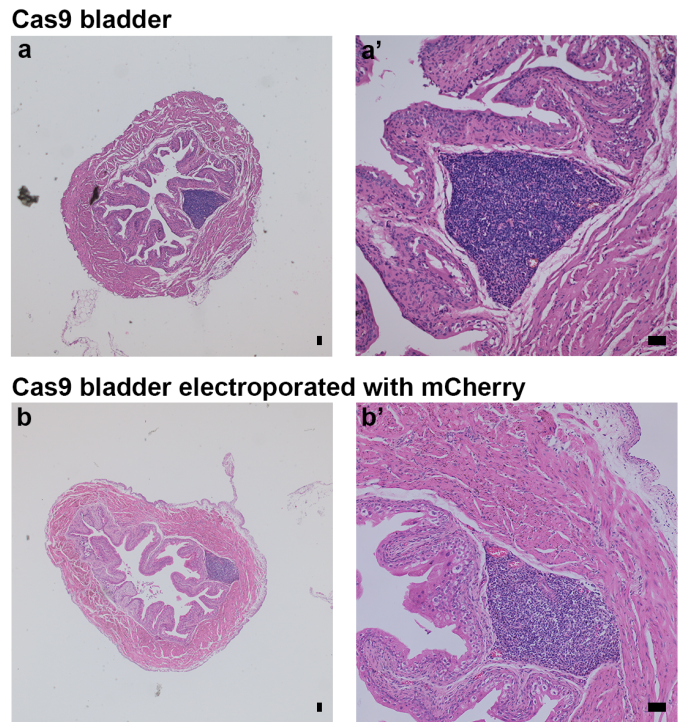 Cas9 bladder
a
a’
Cas9 bladder electroporated with mCherry
b
b’